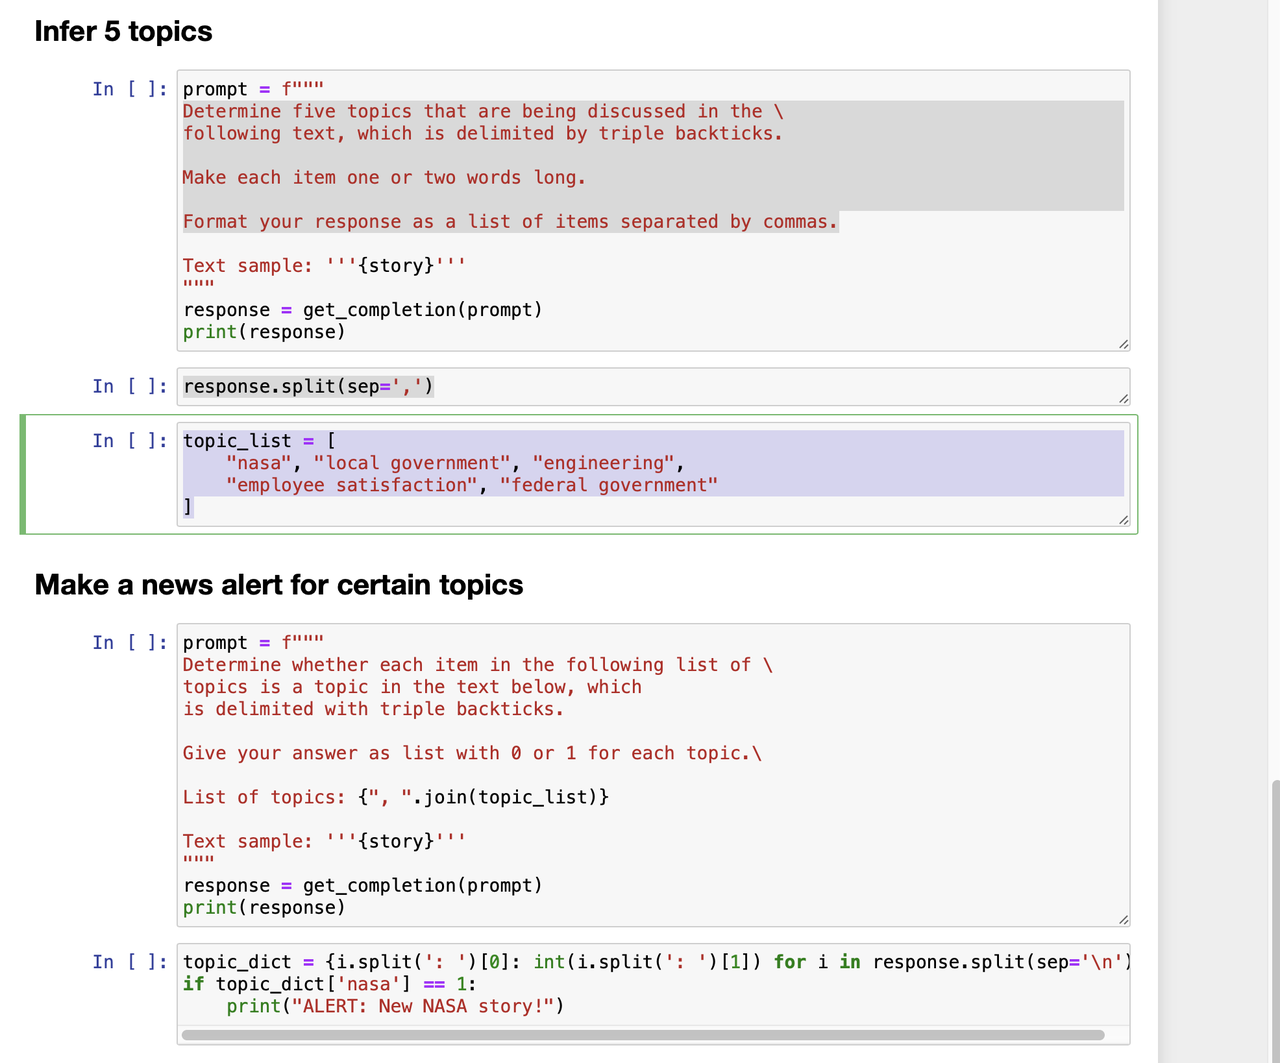 Infer 5 topics
In [ ]: prompt = f"""
Determine five topics that are being discussed in the \
following text, which is delimited by triple backticks.
Make each item one or two words long.
Format your response as a list of items separated by commas.
Text sample: '''{story}'''
"""
response = get_completion(prompt)
print(response)
In [ ]: response.split(sep=',')
In [ ]: topic_list = [
"nasa", "local government", "engineering",
"employee satisfaction", "federal government"
]
Make a news alert for certain topics
In [ ]: prompt = f"""
Determine whether each item in the following list of \
topics is a topic in the text below, which
is delimited with triple backticks.
Give your answer as list with 0 or 1 for each topic.\
List of topics: {", ".join(topic_list)}
Text sample: '''{story}'''
"""
response = get_completion(prompt)
print(response)
In [ ]: topic_dict = {i.split(': ')[0]: int(i.split(': ')[1]) for i in response.split(sep='\n')
if topic_dict['nasa'] == 1:
print("ALERT: New NASA story!")